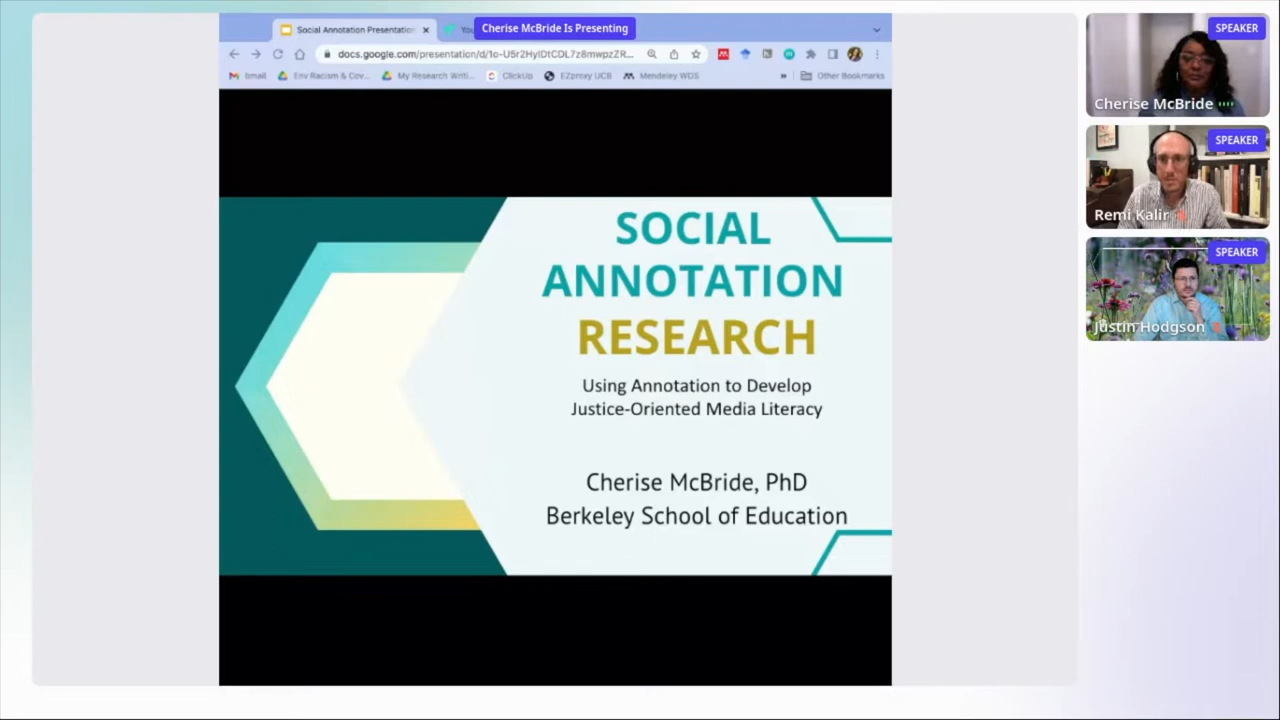 Social Annotation Presentation
You
Cherise McBride Is Presenting
docs.google.com/presentation/d/1o-U5r2HyIDtCDL7z8mwpzZR...
Gmail
Env Racism & Cov...
My Research Writi...
ClickUp
EZproxy UCB
Mendeley WDS
»
Other Bookmarks
SOCIAL
ANNOTATION
RESEARCH
Using Annotation to Develop
Justice-Oriented Media Literacy
Cherise McBride, PhD
Berkeley School of Education
SPEAKER
Cherise McBride
SPEAKER
Remi Kalir
SPEAKER
Justin Hodgson